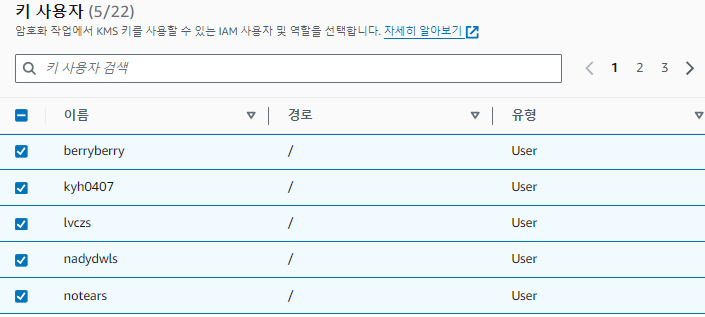 키 사용자 (5/22)
암호화 작업에서 KMS 키를 사용할 수 있는 IAM 사용자 및 역할을 선택합니다. 자세히 알아보기
키 사용자 검색
1 2 3
이름 경로 유형
berryberry / User
kyh0407 / User
lvczs / User
nadydwls / User
notears / User